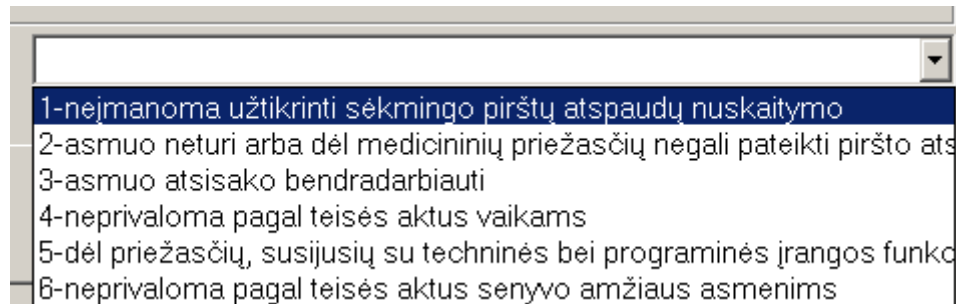 1-neįmanoma užtikrinti sėkmingo pirštų atspaudų nuskaitymo
2-asmuo neturi arba dėl medicininių priežasčių negali pateikti piršto ats
3-asmuo atsisako bendradarbiauti
4-neprivaloma pagal teisės aktus vaikams
5-dėl priežasčių, susijusių su techninės bei programinės įrangos funkc
6-neprivaloma pagal teisės aktus senyvo amžiaus asmenims